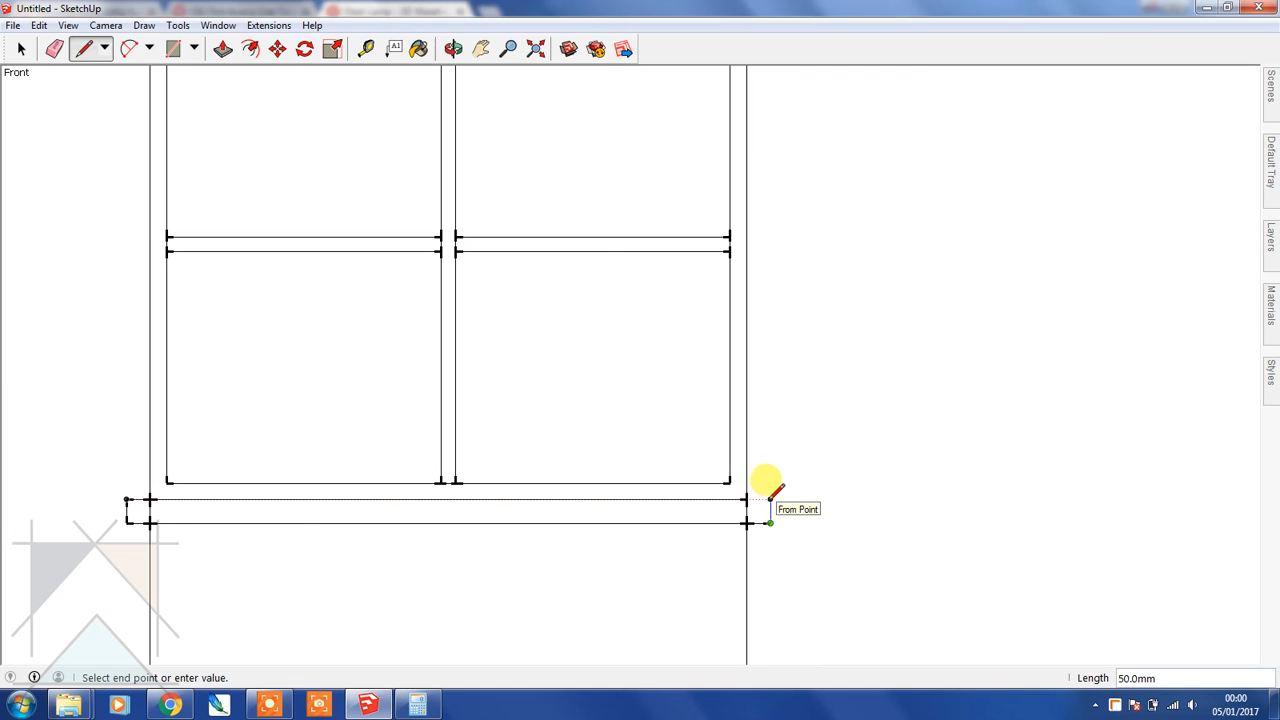 Untitled - SketchUp
File Edit View Camera Draw Tools Window Extensions Help
A1
Front
Scenes
Default Tray
Layers
Materials
Styles
From Point
Select end point or enter value.
Length 50.0mm
00:00
05/01/2017